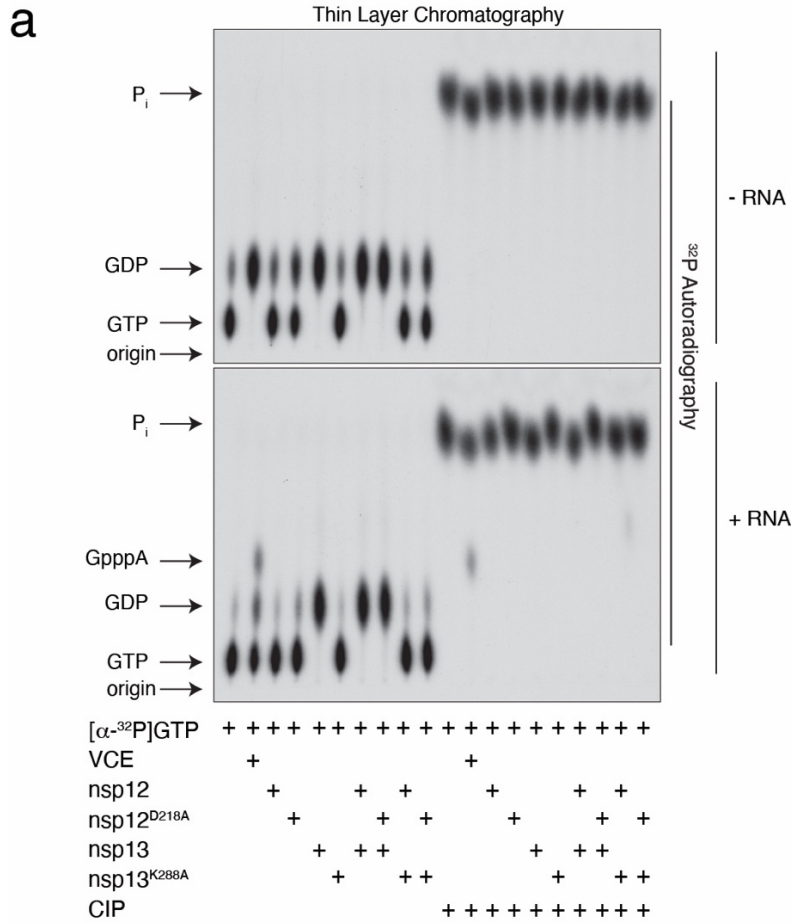 a
Thin Layer Chromatography
Pi
GDP
GTP
origin
- RNA
32P Autoradiography
Pi
GpppA
GDP
GTP
origin
+ RNA
[α-32P]GTP + + + + + + + + + + + + + + + + + + + +
VCE + +
nsp12 + + + + + +
nsp12D218A + + + + + +
nsp13 + + + + + +
nsp13K288A + + + + + +
CIP + + + + + + + + + +